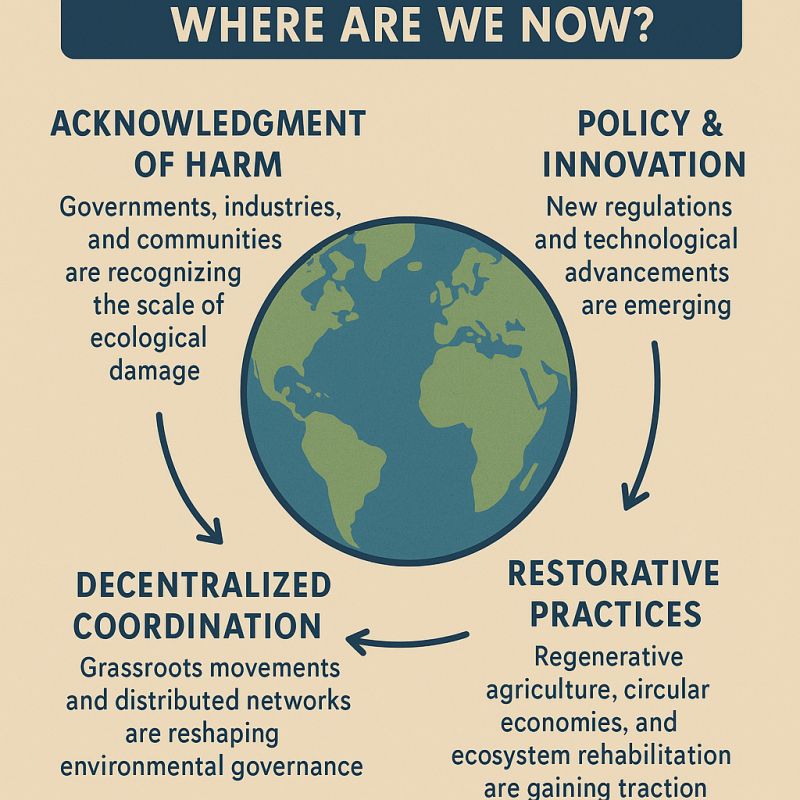 WHERE ARE WE NOW?
ACKNOWLEDGMENT
OF HARM
Governments, industries,
and communities
are recognizing
the scale of
ecological
damage
POLICY &
INNOVATION
New regulations
and technological
advancements
are emerging
DECENTRALIZED
COORDINATION
Grassroots movements
and distributed networks
are reshaping
environmental governance
RESTORATIVE
PRACTICES
Regenerative
agriculture, circular
economies, and
ecosystem rehabilitation
are gaining traction